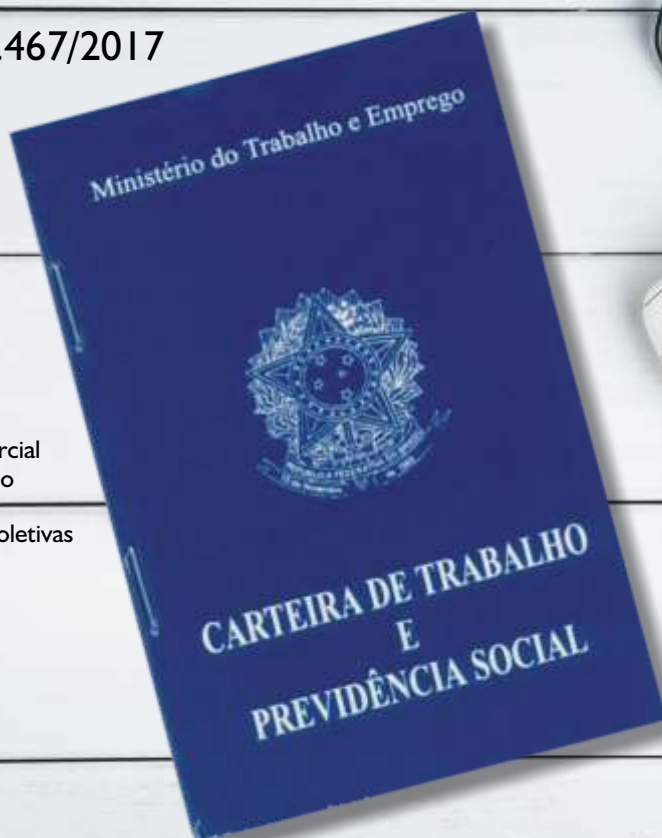 .467/2017
Ministério do Trabalho e Emprego
rcial
o
oletivas
CARTEIRA DE TRABALHO
E
PREVIDÊNCIA SOCIAL